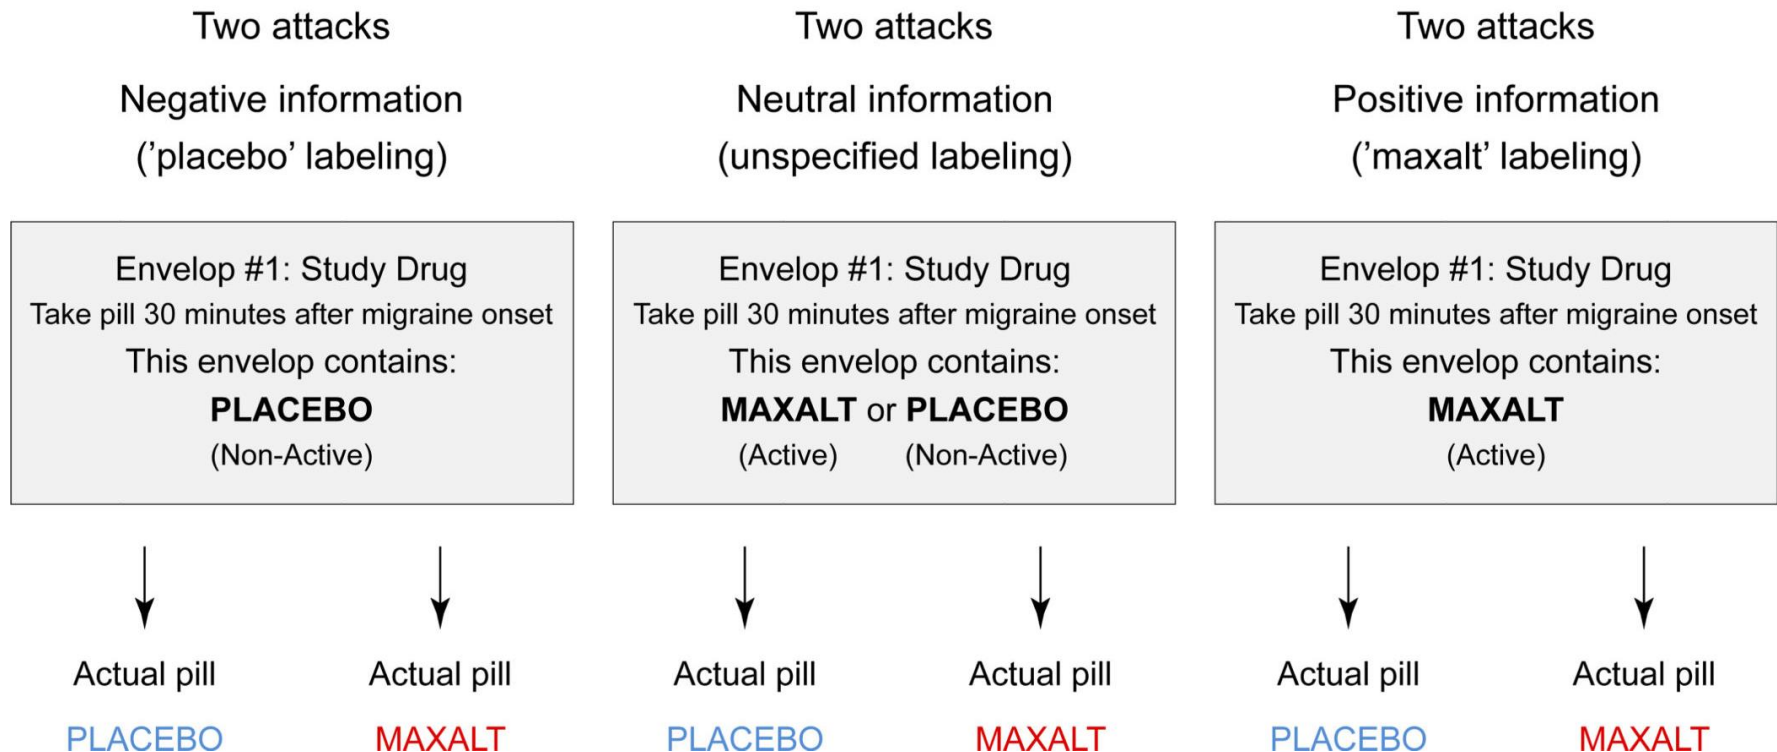 Two attacks
Negative information
('placebo' labeling)
Envelop #1: Study Drug
Take pill 30 minutes after migraine onset
This envelop contains:
PLACEBO
(Non-Active)
Actual pill
PLACEBO
Actual pill
MAXALT
Two attacks
Neutral information
(unspecified labeling)
Envelop #1: Study Drug
Take pill 30 minutes after migraine onset
This envelop contains:
MAXALT or PLACEBO
(Active) (Non-Active)
Actual pill
PLACEBO
Actual pill
MAXALT
Two attacks
Positive information
(’maxalt’ labeling)
Envelop #1: Study Drug
Take pill 30 minutes after migraine onset
This envelop contains:
MAXALT
(Active)
Actual pill
PLACEBO
Actual pill
MAXALT